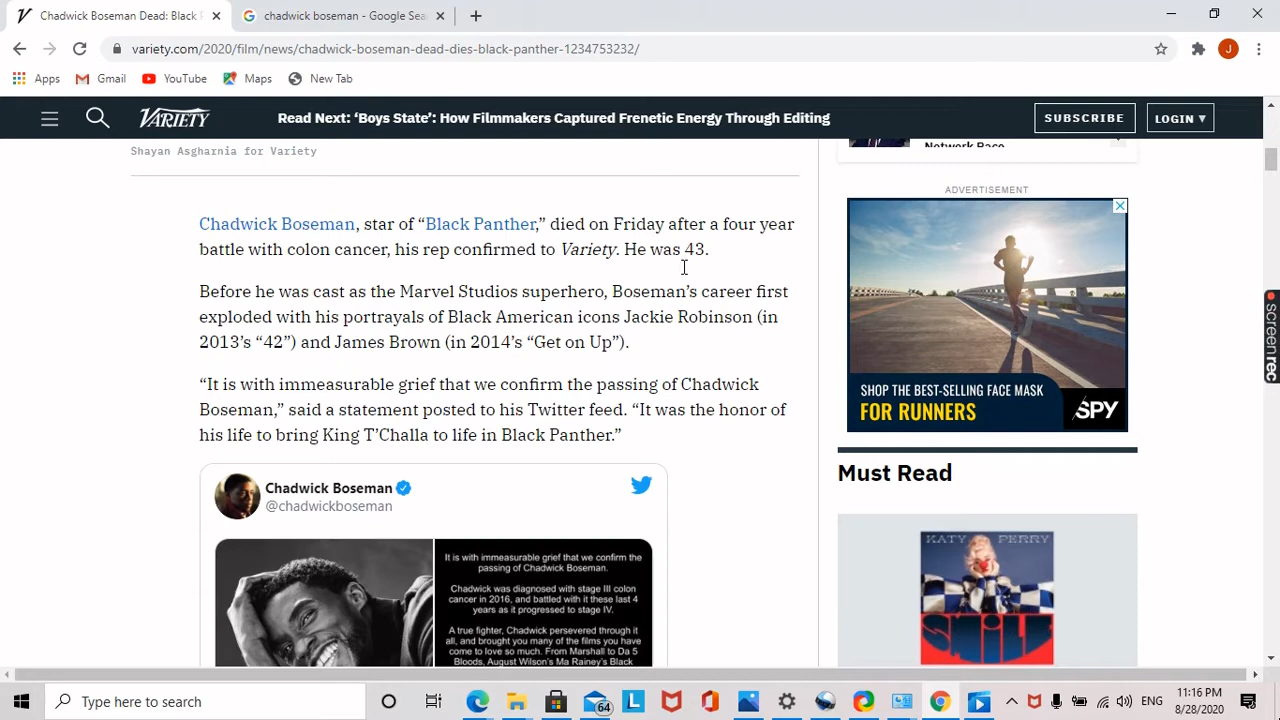 Chadwick Boseman Dead: Black F
chadwick boseman - Google Sea
variety.com/2020/film/news/chadwick-boseman-dead-dies-black-panther-1234753232/
J
Apps
Gmail
YouTube
Maps
New Tab
VARIETY
Read Next: ‘Boys State’: How Filmmakers Captured Frenetic Energy Through Editing
SUBSCRIBE
LOGIN ▾
Shayan Asgharnia for Variety
Chadwick Boseman, star of “Black Panther,” died on Friday after a four year
battle with colon cancer, his rep confirmed to Variety. He was 43.
Before he was cast as the Marvel Studios superhero, Boseman’s career first
exploded with his portrayals of Black American icons Jackie Robinson (in
2013’s “42”) and James Brown (in 2014’s “Get on Up”).
“It is with immeasurable grief that we confirm the passing of Chadwick
Boseman,” said a statement posted to his Twitter feed. “It was the honor of
his life to bring King T’Challa to life in Black Panther.”
Chadwick Boseman
@chadwickboseman
It is with immeasurable grief that we confirm the
passing of Chadwick Boseman.
Chadwick was diagnosed with stage III colon
cancer in 2016, and battled with it these last 4
years as it progressed to stage IV.
A true fighter, Chadwick persevered through it
all, and brought you many of the films you have
come to love so much. From Marshall to Da 5
Bloods, August Wilson’s Ma Rainey’s Black
Network Race
ADVERTISEMENT
SHOP THE BEST-SELLING FACE MASK
FOR RUNNERS
SPY
Must Read
KATY PERRY
SMILE
screen rec
Type here to search
64
L
ENG
11:16 PM
8/28/2020